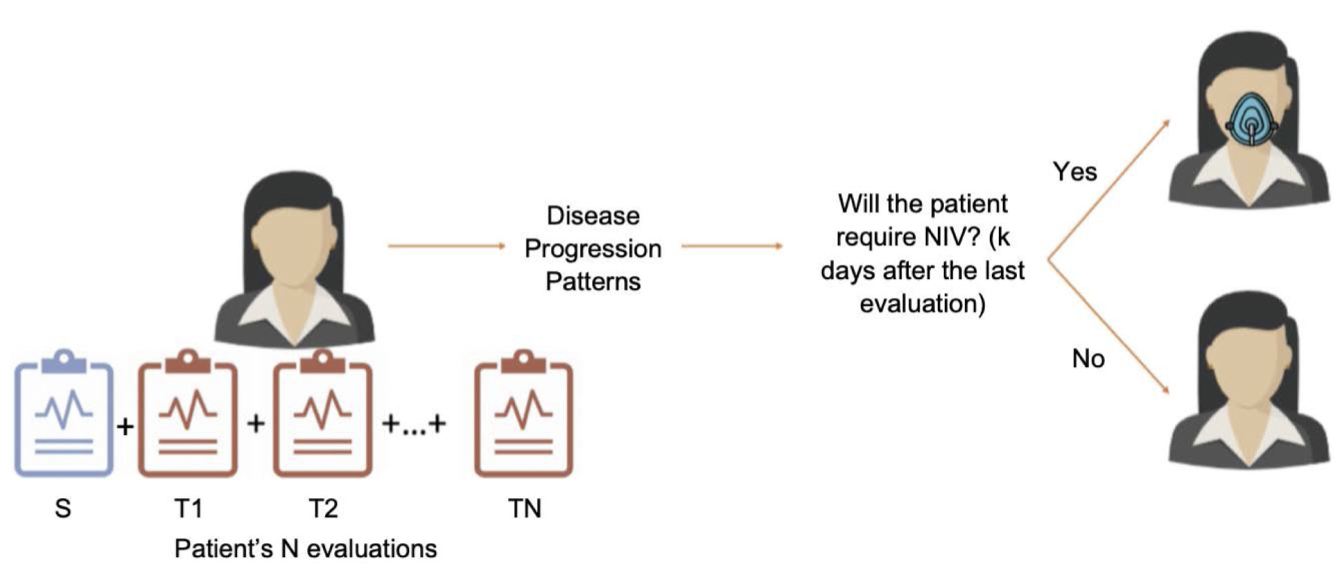 Disease
Progression
Patterns
Will the patient
require NIV? (k
days after the last
evaluation)
Yes
No
+
+
+...+
S
T1
T2
TN
Patient’s N evaluations